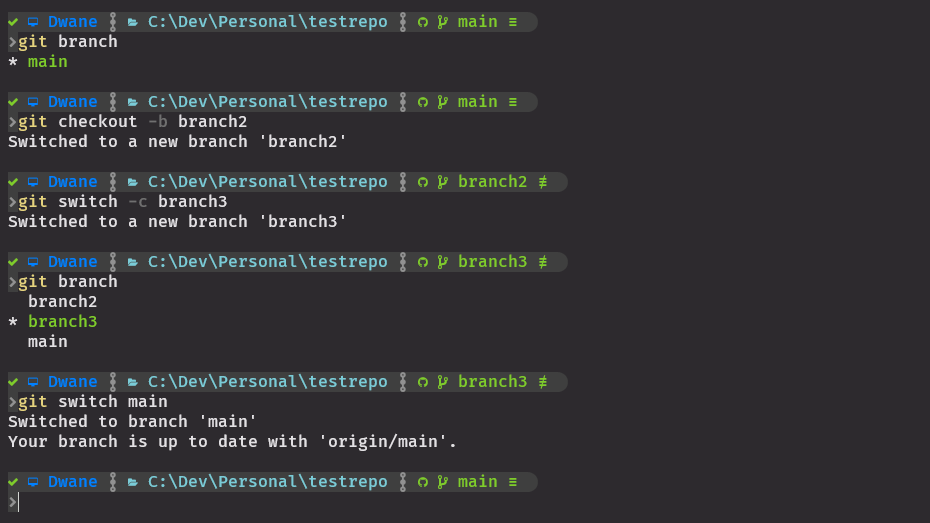 Dwane C:\Dev\Personal\testrepo main ≡
❯git branch
* main
Dwane C:\Dev\Personal\testrepo main ≡
❯git checkout -b branch2
Switched to a new branch 'branch2'
Dwane C:\Dev\Personal\testrepo branch2 ≢
❯git switch -c branch3
Switched to a new branch 'branch3'
Dwane C:\Dev\Personal\testrepo branch3 ≢
❯git branch
branch2
* branch3
main
Dwane C:\Dev\Personal\testrepo branch3 ≢
❯git switch main
Switched to branch 'main'
Your branch is up to date with 'origin/main'.
Dwane C:\Dev\Personal\testrepo main ≡
❯